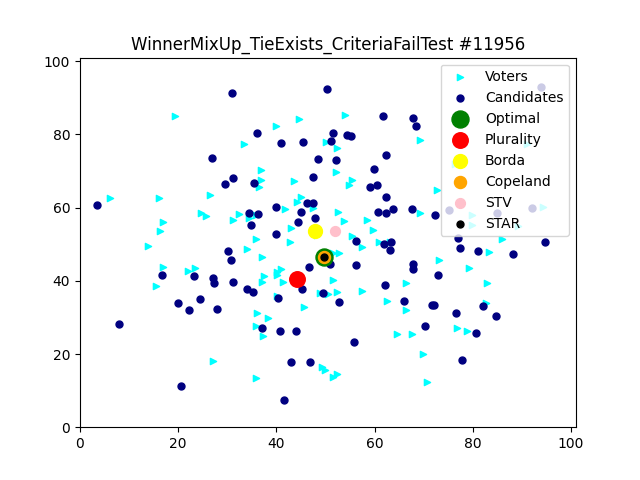 WinnerMixUp_TieExists_CriteriaFailTest #11956
100
80
60
40
20
0
0 20 40 60 80 100
Voters
Candidates
Optimal
Plurality
Borda
Copeland
STV
STAR